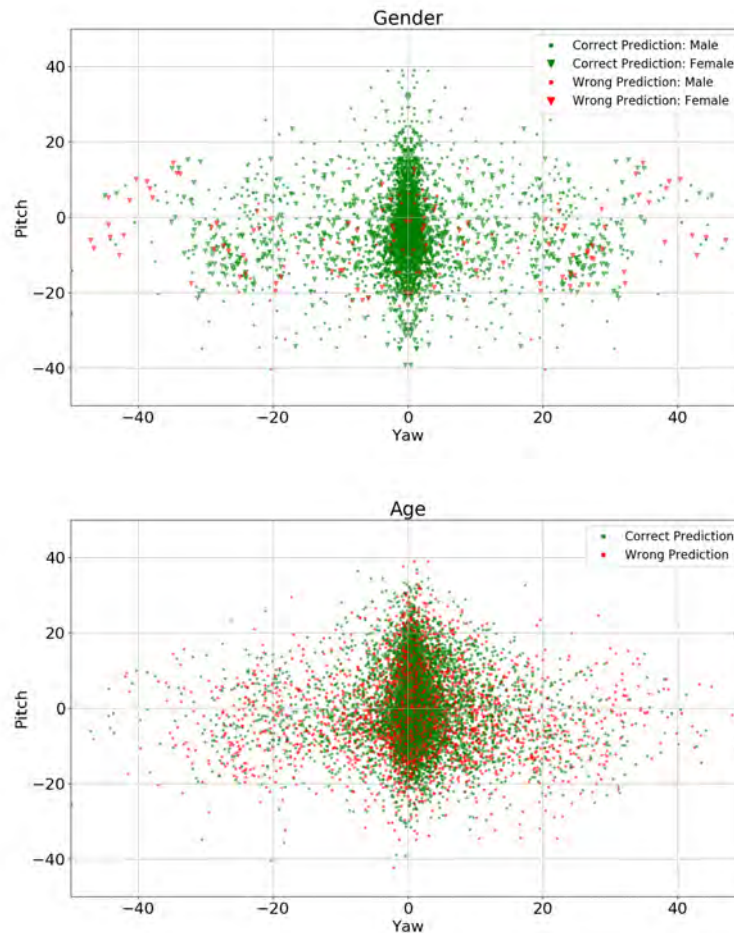 Gender
Correct Prediction: Male
Correct Prediction: Female
Wrong Prediction: Male
Wrong Prediction: Female
40
20
0
−20
−40
Pitch
−40 −20 0 20 40
Yaw
Age
Correct Prediction
Wrong Prediction
40
20
0
−20
−40
Pitch
−40 −20 0 20 40
Yaw